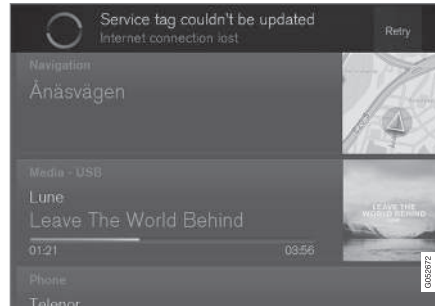 Service tag couldn't be updated
Internet connection lost
Retry
Navigation
Ånäsvägen
Media - USB
Lune
Leave The World Behind
01:21
03:56
LEAVE THE
WORLD BEHIND
Phone
Telenor
G052672